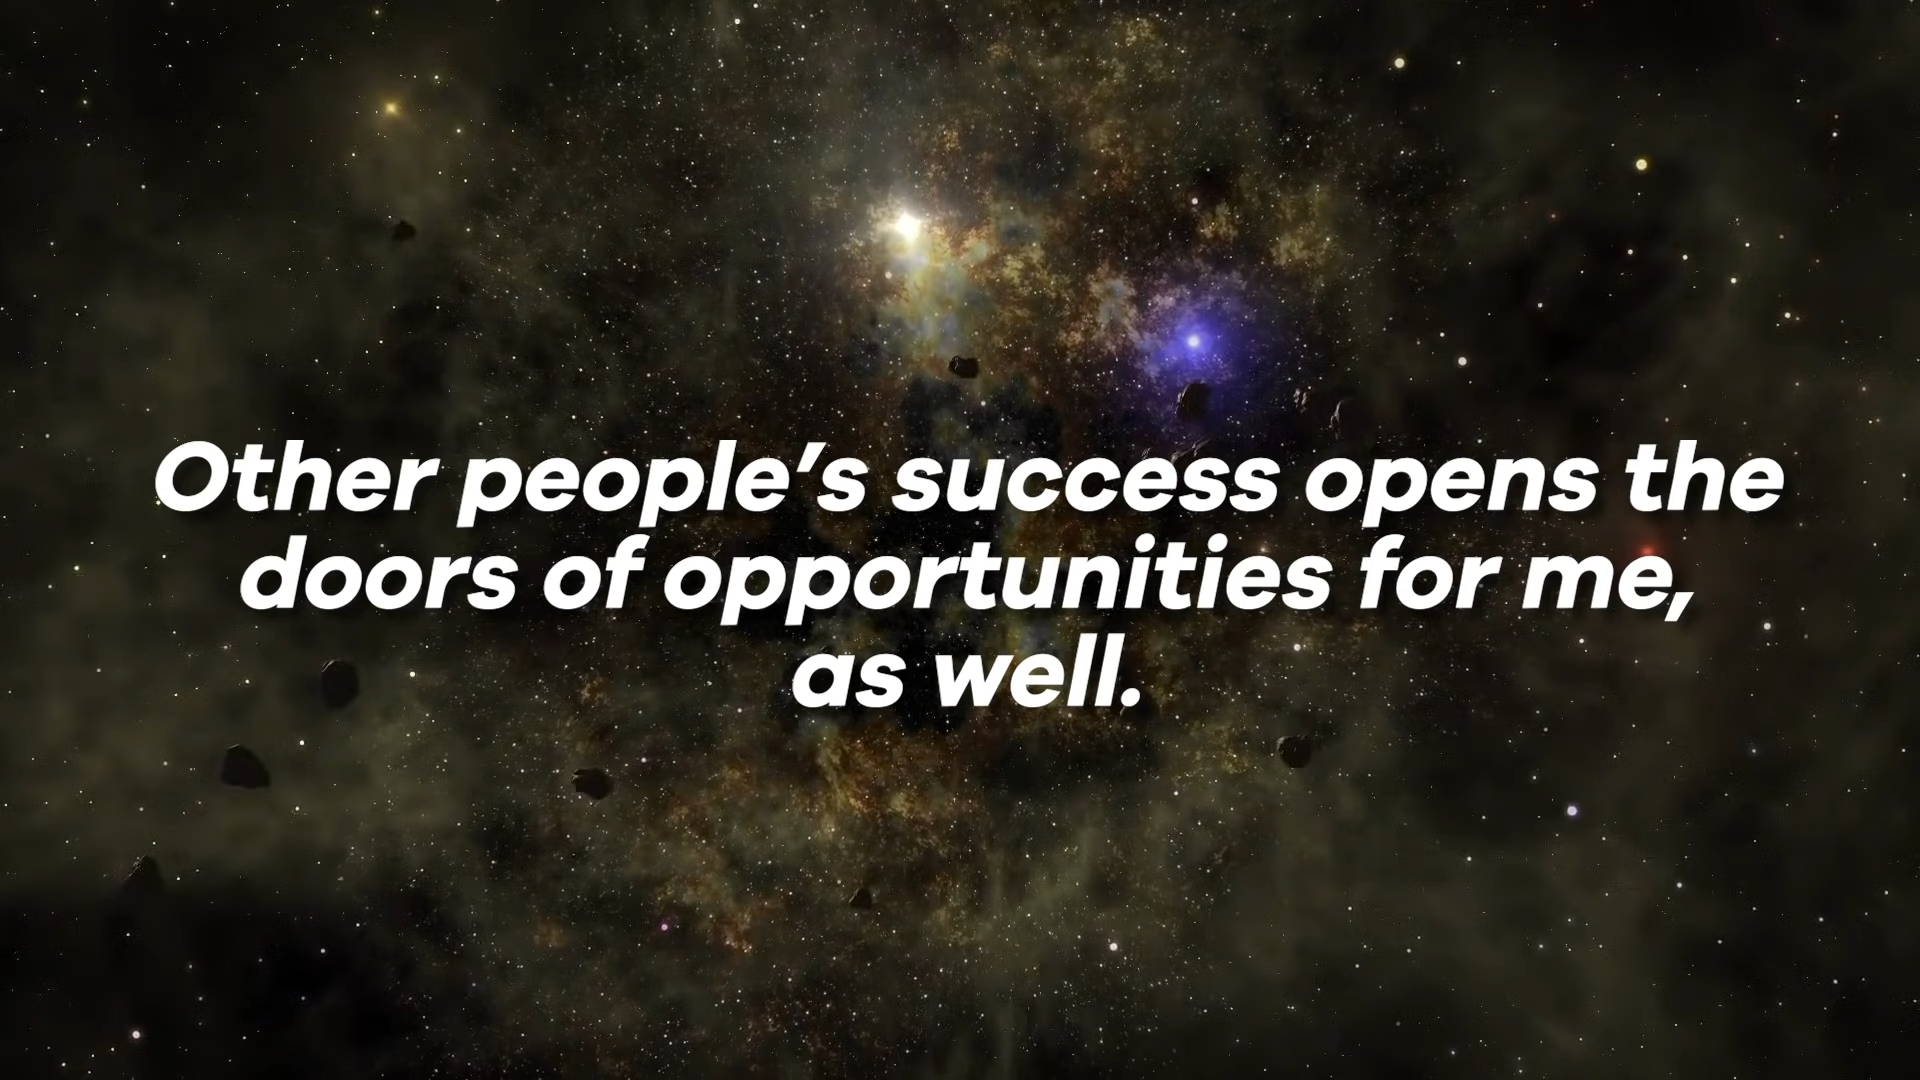 Other people’s success opens the
doors of opportunities for me,
as well.